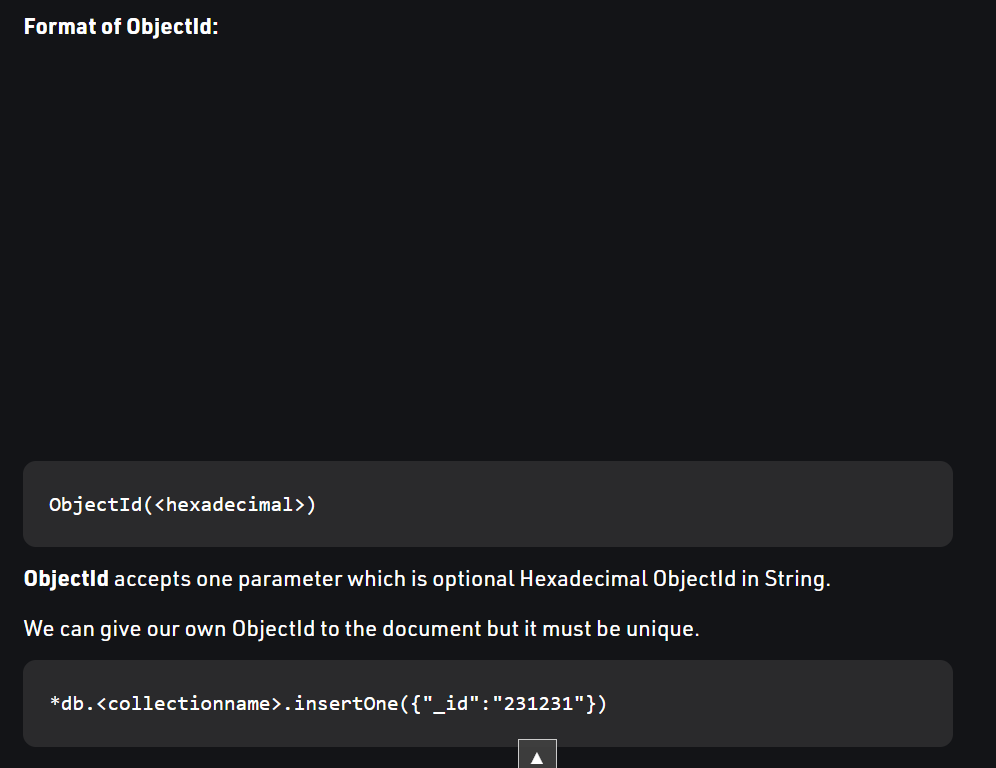 Format of ObjectId:
ObjectId(<hexadecimal>)
ObjectId accepts one parameter which is optional Hexadecimal ObjectId in String.
We can give our own ObjectId to the document but it must be unique.
*db.<collectionname>.insertOne({"_id":"231231"})